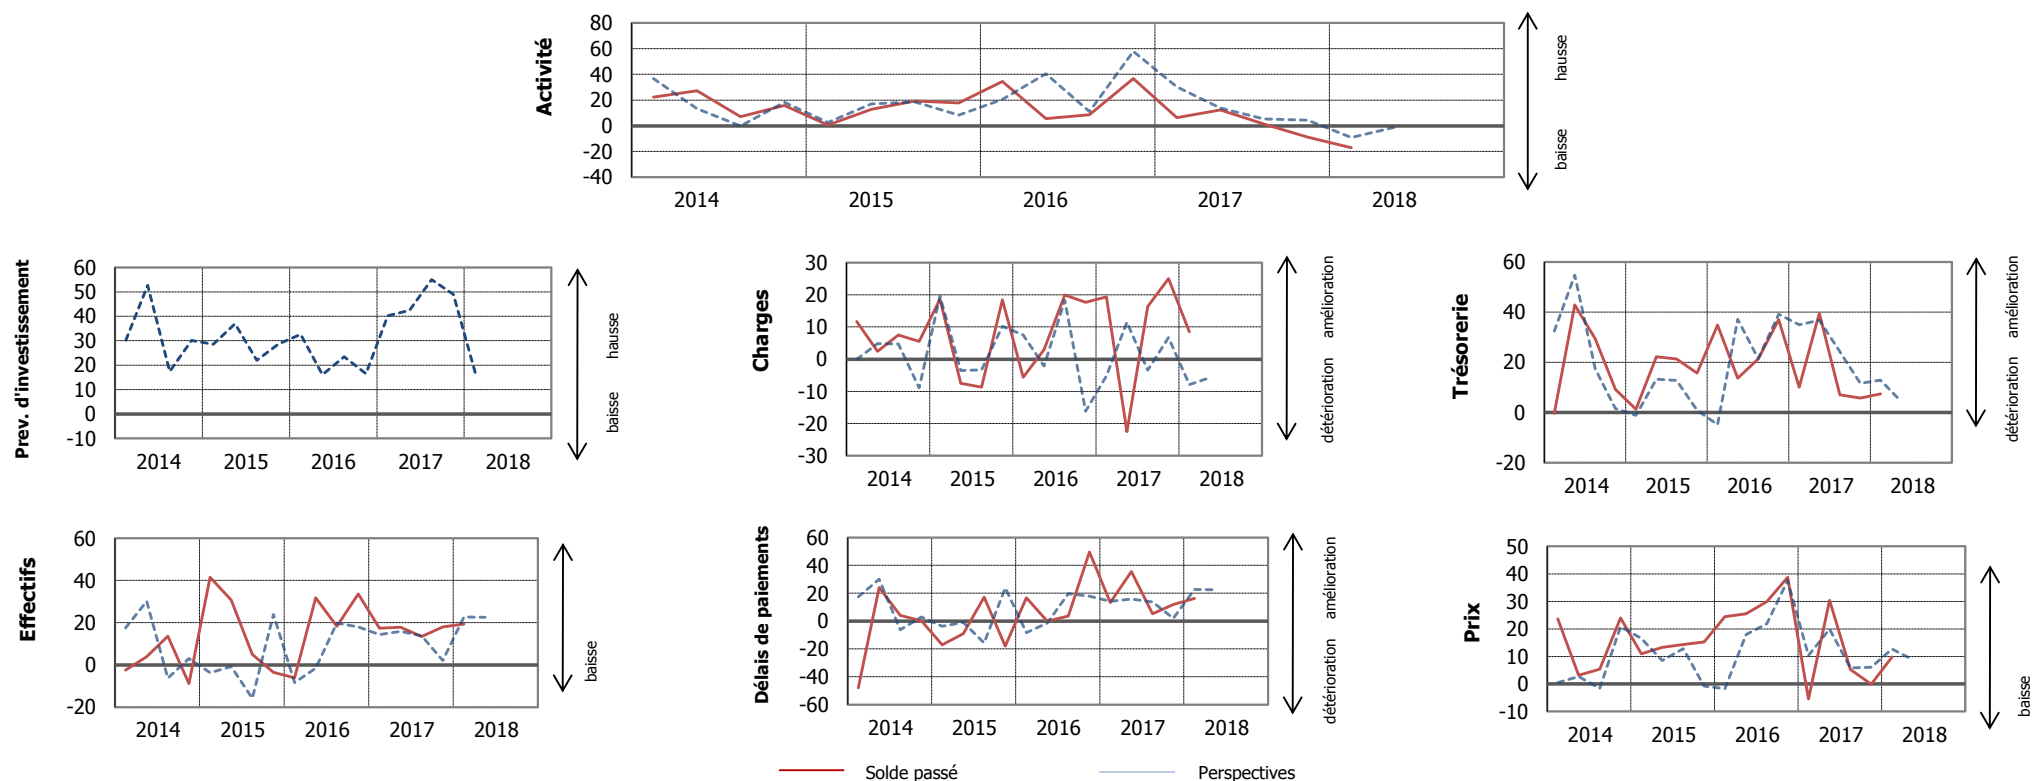 Activité
80
60
40
20
0
-20
-40
hausse
baisse
2014 2015 2016 2017 2018
Prev. d'investissement
60
50
40
30
20
10
0
-10
hausse
baisse
2014 2015 2016 2017 2018
Charges
30
20
10
0
-10
-20
-30
amélioration
détérioration
2014 2015 2016 2017 2018
Trésorerie
60
40
20
0
-20
amélioration
détérioration
2014 2015 2016 2017 2018
Effectifs
60
40
20
0
-20
baisse
2014 2015 2016 2017 2018
Délais de paiements
60
40
20
0
-20
-40
-60
amélioration
détérioration
2014 2015 2016 2017 2018
Prix
50
40
30
20
10
0
-10
baisse
2014 2015 2016 2017 2018
Solde passé Perspectives